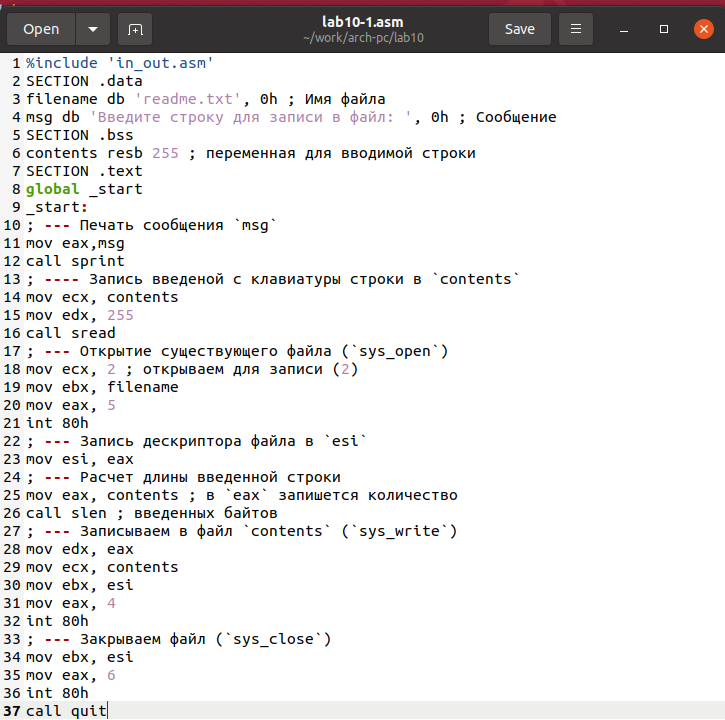 Open
lab10-1.asm
~/work/arch-pc/lab10
Save
1 %include 'in_out.asm'
2 SECTION .data
3 filename db 'readme.txt', 0h ; Имя файла
4 msg db 'Введите строку для записи в файл: ', 0h ; Сообщение
5 SECTION .bss
6 contents resb 255 ; переменная для вводимой строки
7 SECTION .text
8 global _start
9 _start:
10 ; --- Печать сообщения `msg`
11 mov eax,msg
12 call sprint
13 ; ---- Запись введеной с клавиатуры строки в `contents`
14 mov ecx, contents
15 mov edx, 255
16 call sread
17 ; --- Открытие существующего файла (`sys_open`)
18 mov ecx, 2 ; открываем для записи (2)
19 mov ebx, filename
20 mov eax, 5
21 int 80h
22 ; --- Запись дескриптора файла в `esi`
23 mov esi, eax
24 ; --- Расчет длины введенной строки
25 mov eax, contents ; в `eax` запишется количество
26 call slen ; введенных байтов
27 ; --- Записываем в файл `contents` (`sys_write`)
28 mov edx, eax
29 mov ecx, contents
30 mov ebx, esi
31 mov eax, 4
32 int 80h
33 ; --- Закрываем файл (`sys_close`)
34 mov ebx, esi
35 mov eax, 6
36 int 80h
37 call quit